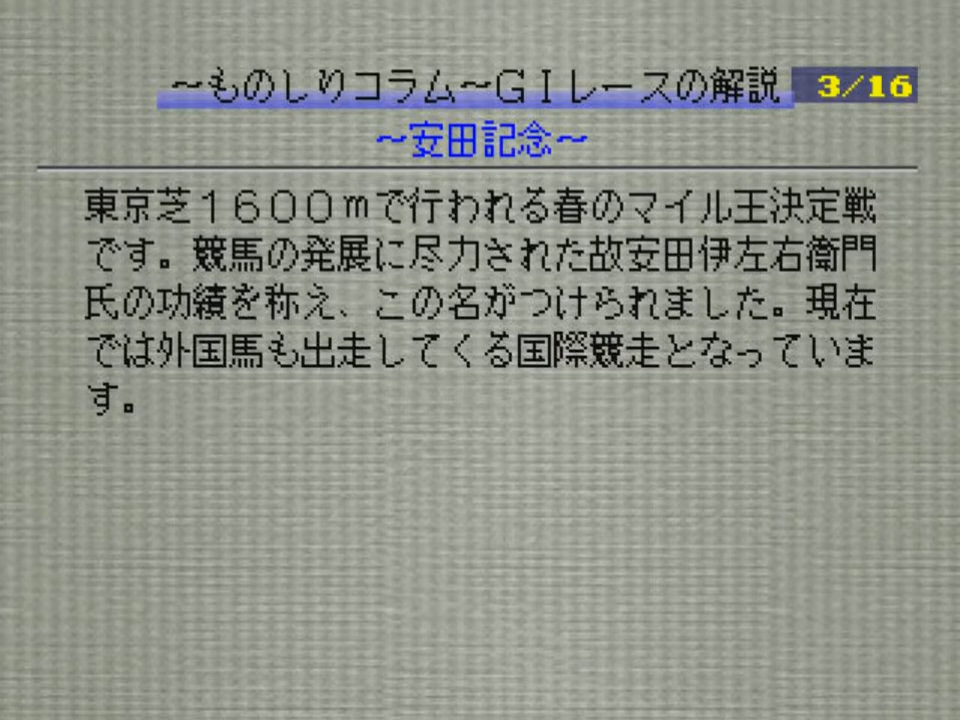 ～ものしりコラム～ＧＩレースの解説 3/16
～安田記念～
東京芝１６００ｍで行われる春のマイル王決定戦
です。競馬の発展に尽力された故安田伊左右衛門
氏の功績を称え、この名がつけられました。現在
では外国馬も出走してくる国際競走となっていま
す。